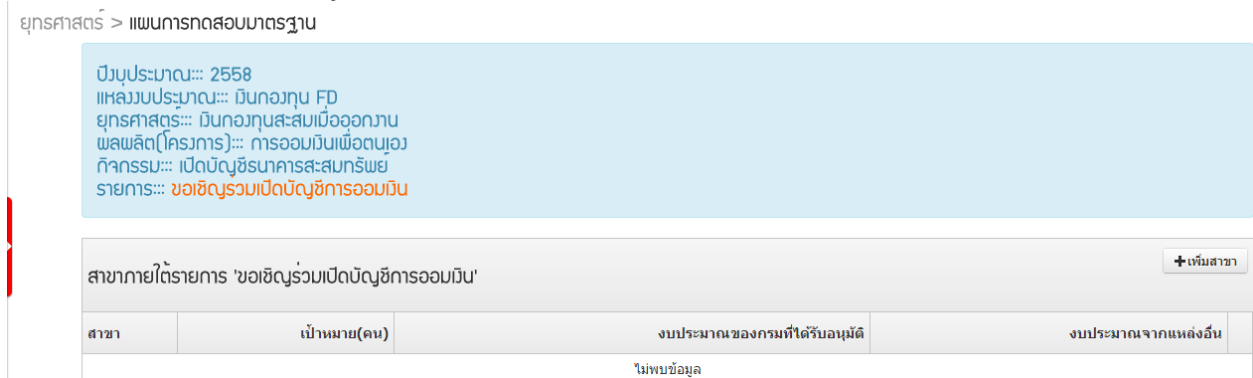 ยุทธศาสตร์ > แผนการทดสอบมาตรฐาน
ปีงบประมาณ::: 2558
แหล่งงบประมาณ::: เงินกองทุน FD
ยุทธศาสตร์::: เงินกองทุนสะสมเมื่อออกงาน
ผลผลิต(โครงการ)::: การออมเงินเพื่อตนเอง
กิจกรรม::: เปิดบัญชีธนาคารสะสมทรัพย์
รายการ::: ขอเชิญร่วมเปิดบัญชีการออมเงิน
สาขาภายใต้รายการ 'ขอเชิญร่วมเปิดบัญชีการออมเงิน'
+เพิ่มสาขา
สาขา เป้าหมาย(คน) งบประมาณของกรมที่ได้รับอนุมัติ งบประมาณจากแหล่งอื่น
ไม่พบข้อมูล